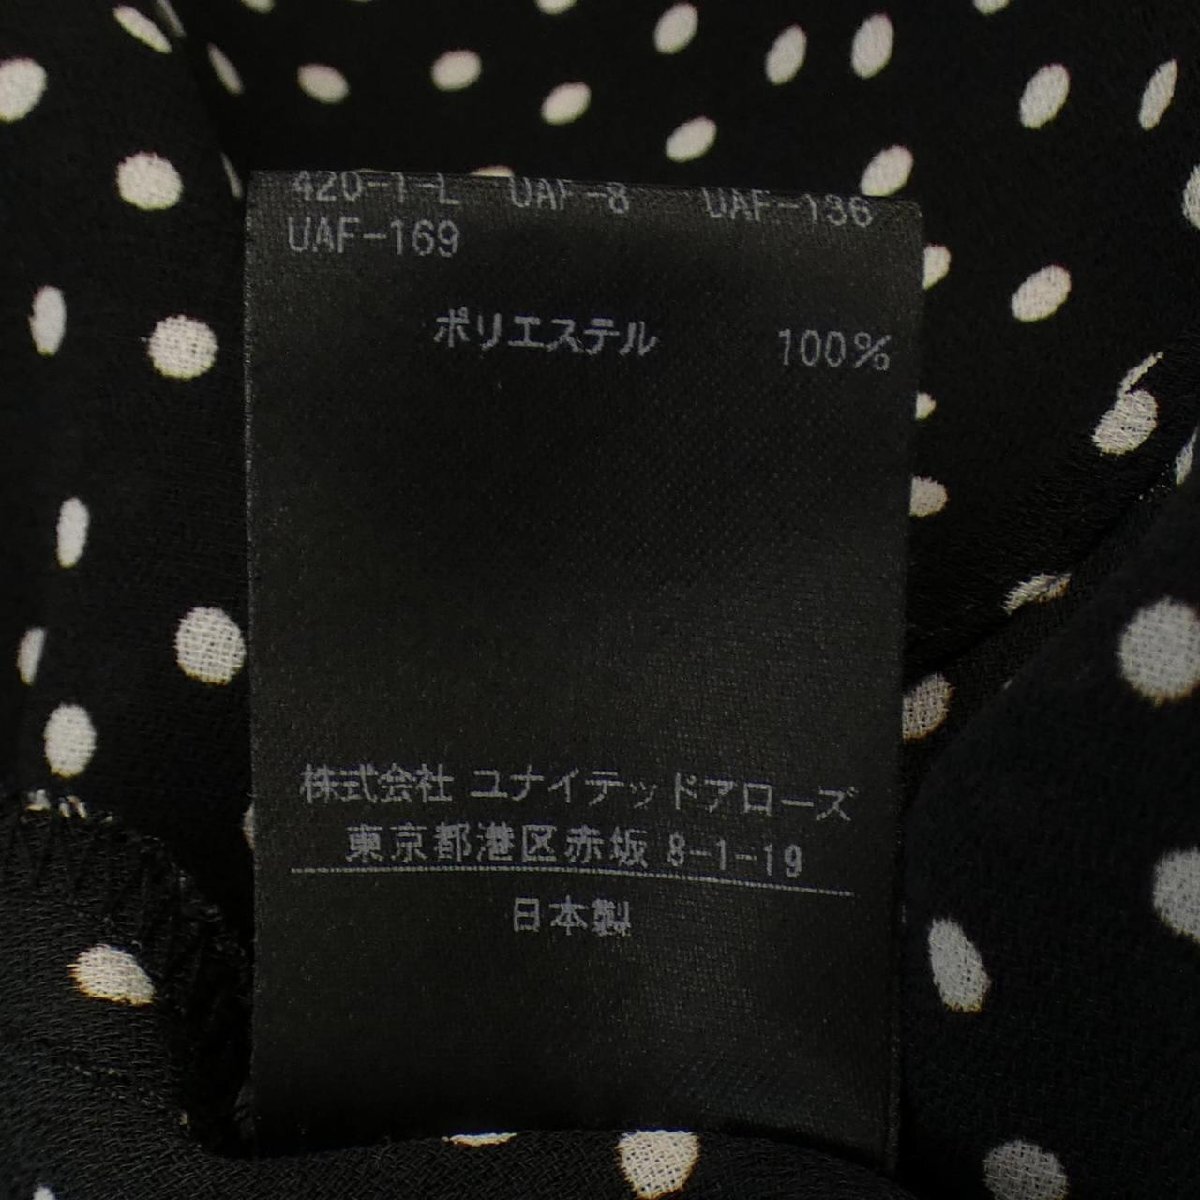 420-1-L UAF-8 UAF-136
UAF-169
ポリエステル 100%
株式会社 ユナイテッドアローズ
東京都港区赤坂 8-1-19
日本製